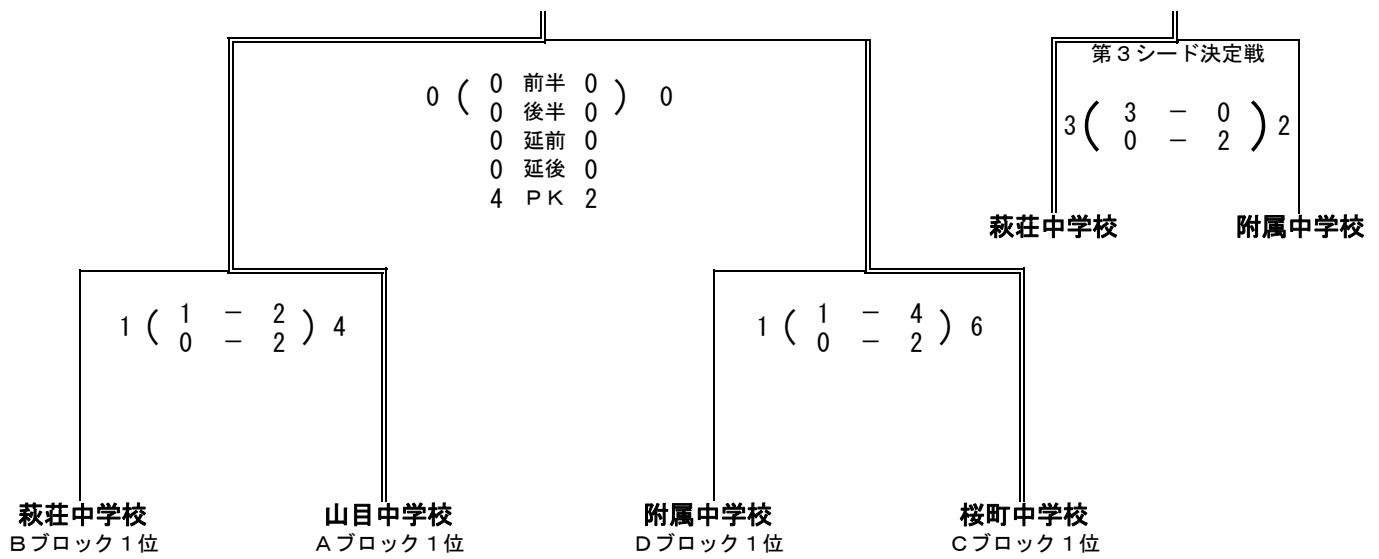 0 ( 0 前半 0 ) 0
0 後半 0
0 延前 0
0 延後 0
4 ＰＫ 2
第３シード決定戦
3 ( 3 － 0 ) 2
0 － 2
萩荘中学校 附属中学校
1 ( 1 － 2 ) 4
0 － 2
1 ( 1 － 4 ) 6
0 － 2
萩荘中学校 山目中学校 附属中学校 桜町中学校
Ｂブロック１位 Ａブロック１位 Ｄブロック１位 Ｃブロック１位